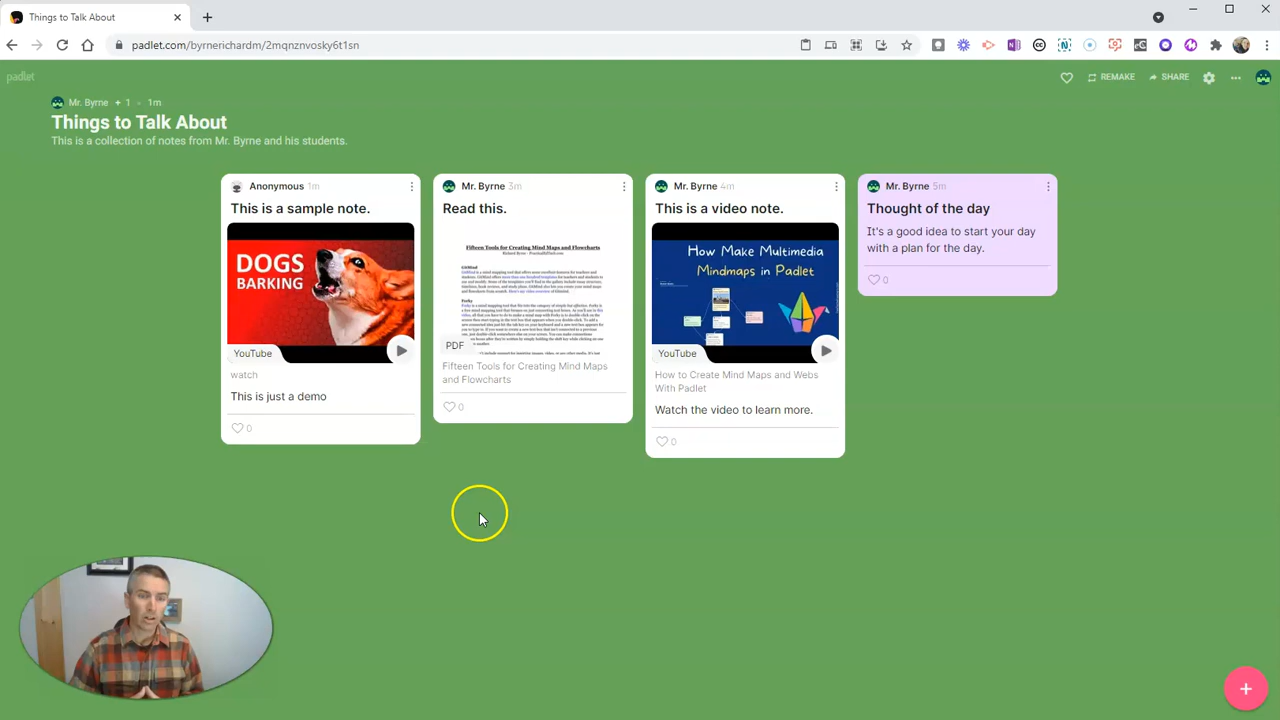 Things to Talk About
padlet.com/byrnerichardm/2mqnznvosky6t1sn
padlet
REMAKE
SHARE
Mr. Byrne + 1 • 1m
Things to Talk About
This is a collection of notes from Mr. Byrne and his students.
Anonymous 1m
This is a sample note.
DOGS
BARKING
YouTube
watch
This is just a demo
0
Mr. Byrne 3m
Read this.
Fifteen Tools for Creating Mind Maps and Flowcharts
PDF
Fifteen Tools for Creating Mind Maps
and Flowcharts
0
Mr. Byrne 4m
This is a video note.
How Make Multimedia
Mindmaps in Padlet
YouTube
How to Create Mind Maps and Webs
With Padlet
Watch the video to learn more.
0
Mr. Byrne 5m
Thought of the day
It's a good idea to start your day
with a plan for the day.
0